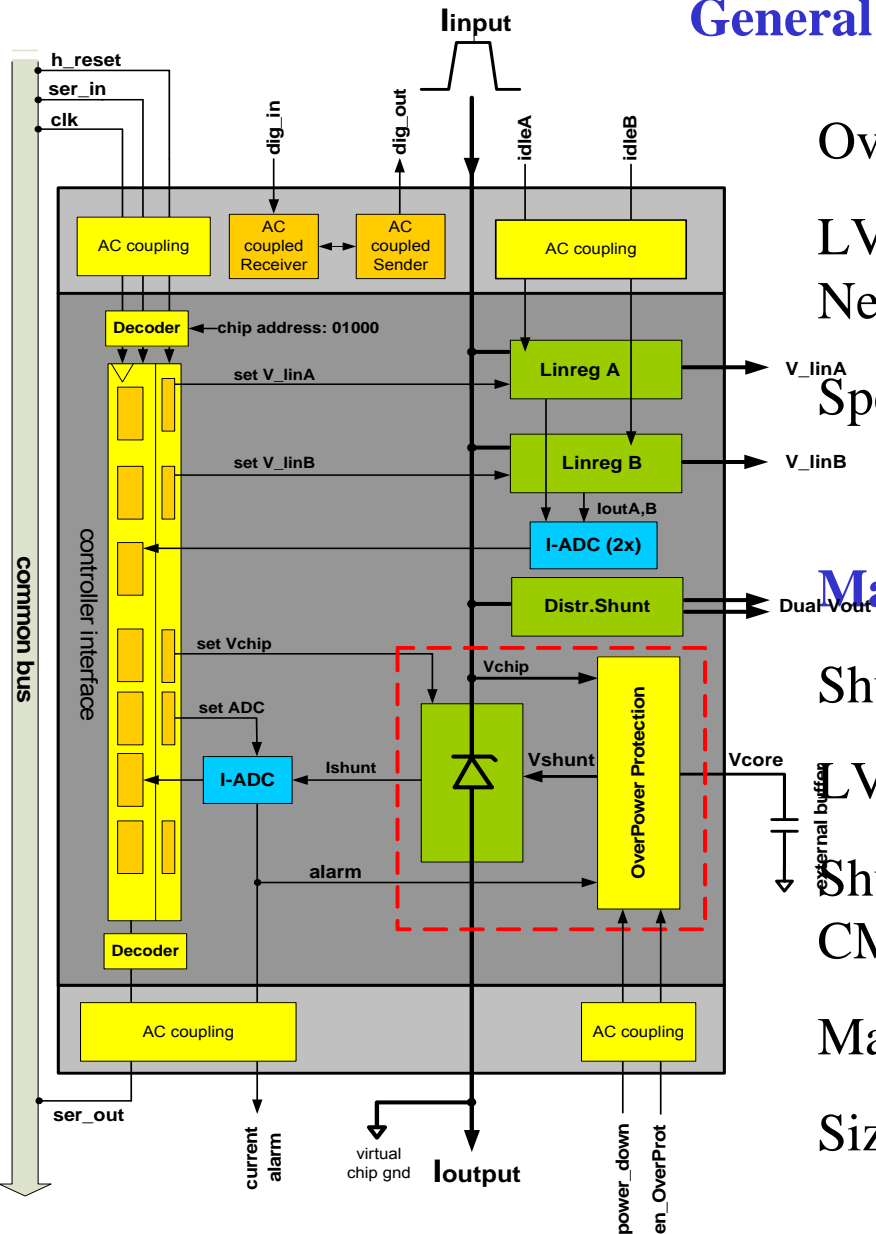 Iinput
General
h_reset
ser_in
clk
dig_in
dig_out
idleA
idleB
AC coupling
AC
coupled
Receiver
AC
coupled
Sender
AC coupling
Decoder
chip address: 01000
set V_linA
Linreg A
V_linA
set V_linB
Linreg B
V_linB
IoutA,B
I-ADC (2x)
Distr.Shunt
Dual Vout
common bus
controller interface
set Vchip
Vchip
set ADC
I-ADC
Ishunt
Vshunt
OverPower Protection
Vcore
external buffer
alarm
Decoder
AC coupling
AC coupling
ser_out
current
alarm
virtual
chip gnd
Ioutput
power_down
en_OverProt
Ov
LV
Ne
Spe
Ma
Shu
LV
Shu
CM
Ma
Siz